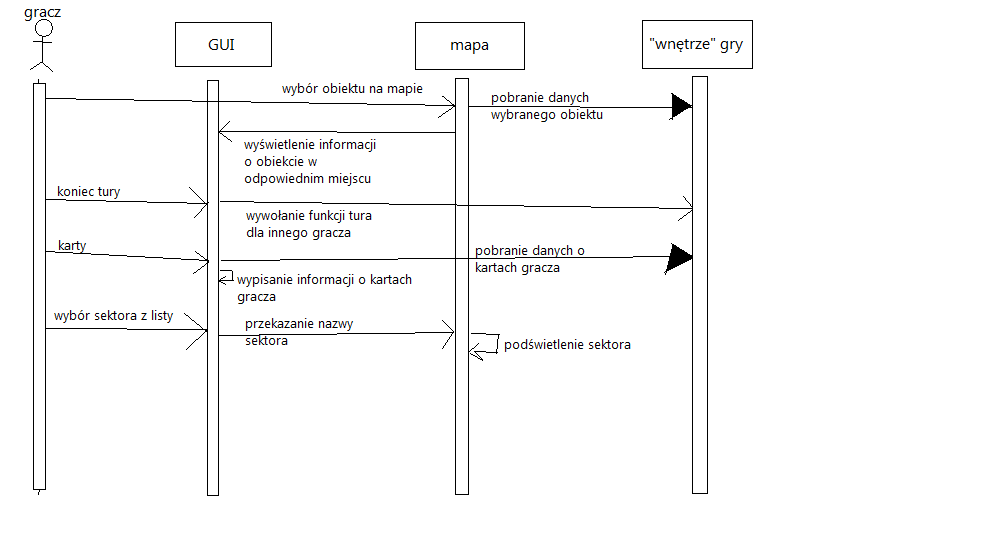 gracz
GUI
mapa
"wnętrze" gry
wybór obiektu na mapie
pobranie danych
wybranego obiektu
wyświetlenie informacji
o obiekcie w
odpowiednim miejscu
koniec tury
wywołanie funkcji tura
dla innego gracza
karty
pobranie danych o
kartach gracza
wypisanie informacji o kartach
gracza
wybór sektora z listy
przekazanie nazwy
sektora
podświetlenie sektora